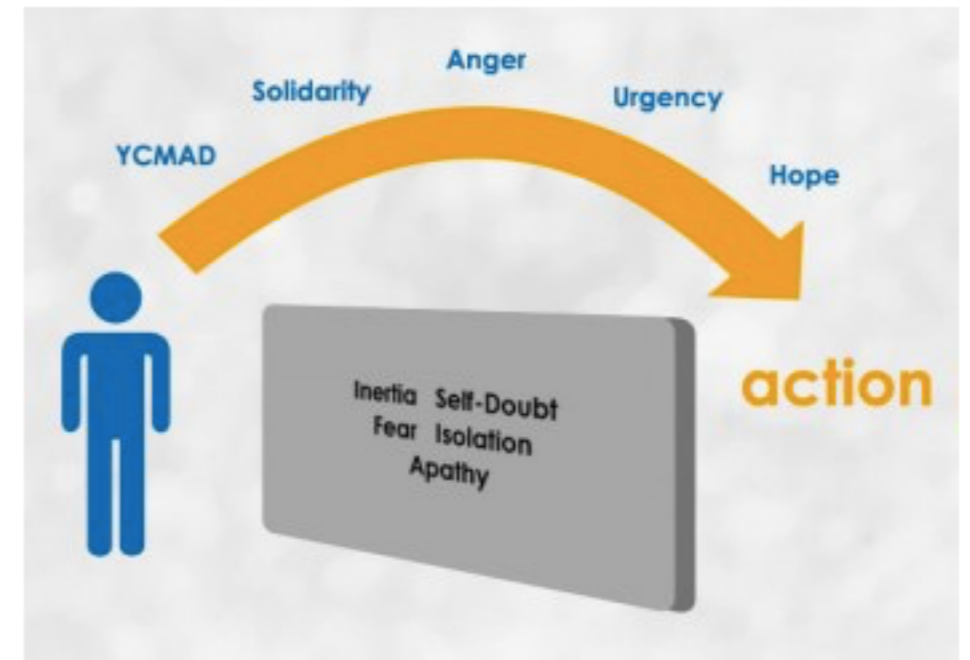 Anger
Solidarity
Urgency
YCMAD
Hope
action
Inertia Self-Doubt
Fear Isolation
Apathy